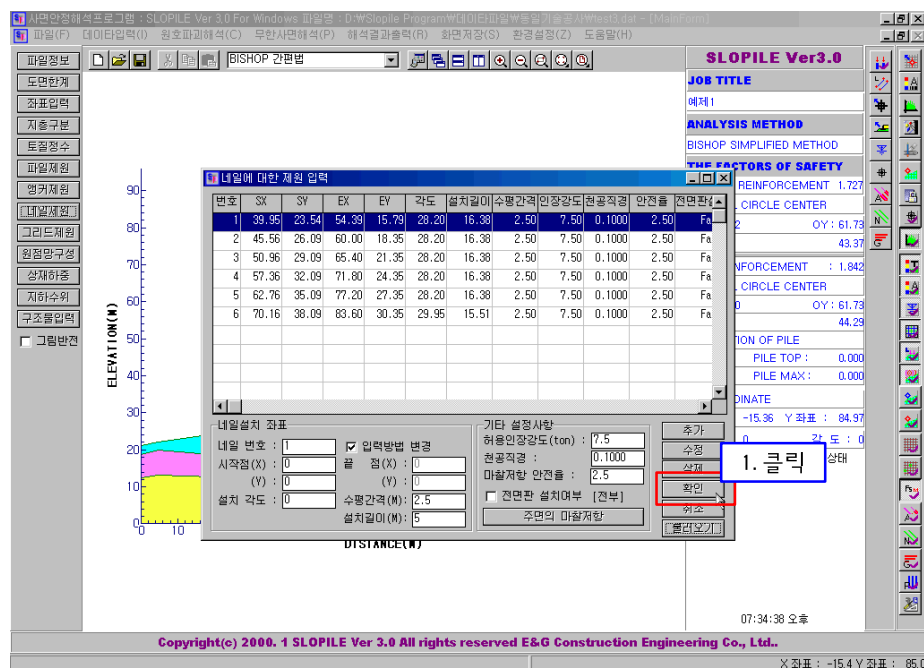 사면안정해석프로그램 : SLOPILE Ver 3.0 For Windows 파일명 : D:₩Slopile Program₩데이타파일₩동일기술공사₩test3.dat - [MainForm]
파일(F) 데이타입력(I) 원호파괴해석(C) 무한사면해석(P) 해석결과출력(R) 화면저장(S) 환경설정(Z) 도움말(H)
파일정보
BISHOP 간편법
SLOPILE Ver3.0
도면한계
JOB TITLE
좌표입력
예제1
지층구분
ANALYSIS METHOD
토질정수
BISHOP SIMPLIFIED METHOD
파일제원
THE FACTORS OF SAFETY
앵커제원
REINFORCEMENT 1.727
네일제원
CIRCLE CENTER
그리드제원
OY : 61.73
원점망구성
43.37
상재하중
NFORCEMENT : 1.842
지하수위
CIRCLE CENTER
구조물입력
OY : 61.73
그림반전
44.29
ION OF PILE
PILE TOP : 0.000
PILE MAX : 0.000
DINATE
-15.36 Y 좌표 : 84.97
0 각 도 : 0
상태
네일에 대한 제원 입력
번호 SX SY EX EY 각도 설치길이 수평간격 인장강도 천공직경 안전율 전면판설
1 39.95 23.54 54.39 15.79 28.20 16.38 2.50 7.50 0.1000 2.50 Fa
2 45.56 26.09 60.00 18.35 28.20 16.38 2.50 7.50 0.1000 2.50 Fa
3 50.96 29.09 65.40 21.35 28.20 16.38 2.50 7.50 0.1000 2.50 Fa
4 57.36 32.09 71.80 24.35 28.20 16.38 2.50 7.50 0.1000 2.50 Fa
5 62.76 35.09 77.20 27.35 28.20 16.38 2.50 7.50 0.1000 2.50 Fa
6 70.16 38.09 83.60 30.35 29.95 15.51 2.50 7.50 0.1000 2.50 Fa
네일설치 좌표
네일 번호 : 1
입력방법 변경
시작점(X) : 0
끝 점(X) : 0
(Y) : 0
(Y) : 0
설치 각도 : 0
수평간격(M): 2.5
설치길이(M): 5
기타 설정사항
허용인장강도(ton) : 7.5
천공직경 : 0.1000
마찰저항 안전율 : 2.5
전면판 설치여부 [전부]
주면의 마찰저항
추가
수정
삭제
확인
취소
불러오기
1. 클릭
ELEVATION(M)
90
80
70
60
50
40
30
20
10
0
0 10
DISTANCE(M)
07:34:38 오후
Copyright(c) 2000. 1 SLOPILE Ver 3.0 All rights reserved E&G Construction Engineering Co., Ltd..
X 좌표 : -15.4 Y 좌표 : 85.0